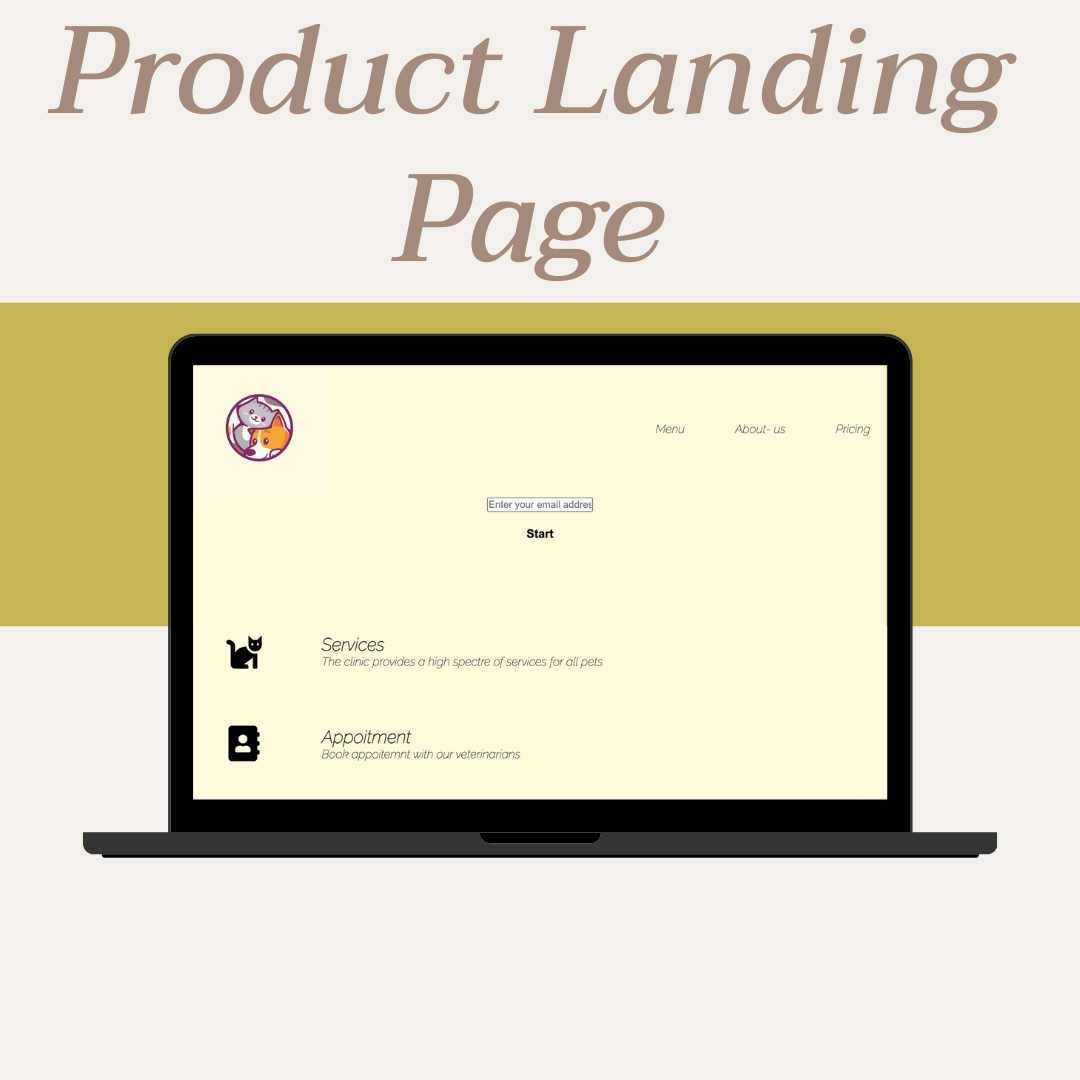 Product Landing
Page
Menu About- us Pricing
Enter your email addres
Start
Services
The clinic provides a high spectre of services for all pets
Appoitment
Book appoitemnt with our veterinarians